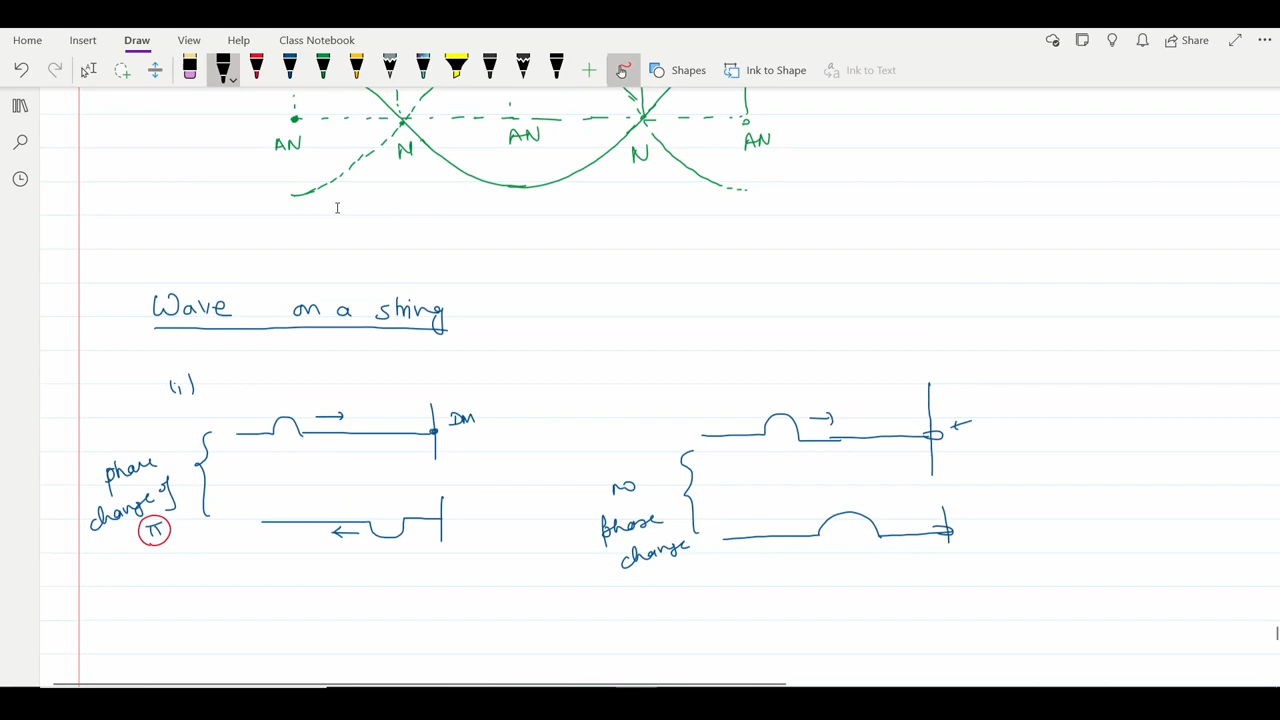 Home Insert Draw View Help Class Notebook
Share
Shapes Ink to Shape Ink to Text
AN N AN N AN
Wave on a string
(i)
DM
phase
change of
π
no
phase
change